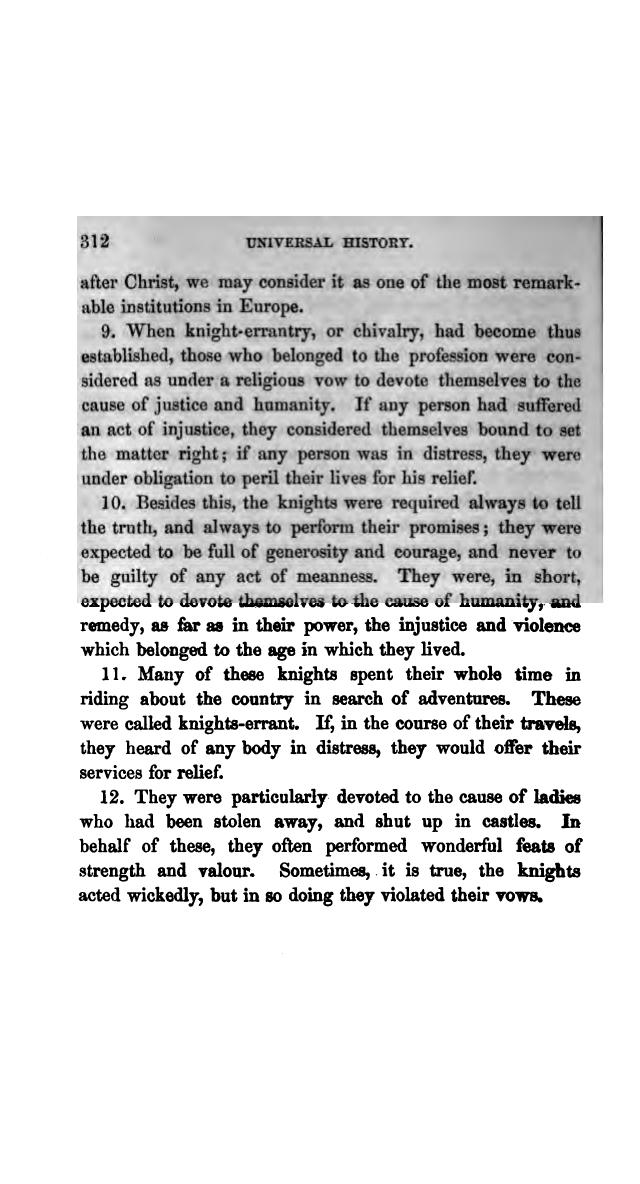 312 UNIVERSAL HISTORY.
after Christ, we may consider it as one of the most remark-
able institutions in Europe.
9. When knight-errantry, or chivalry, had become thus
established, those who belonged to the profession were con-
sidered as under a religious vow to devote themselves to the
cause of justice and humanity. If any person had suffered
an act of injustice, they considered themselves bound to set
the matter right; if any person was in distress, they were
under obligation to peril their lives for his relief.
10. Besides this, the knights were required always to tell
the truth, and always to perform their promises; they were
expected to be full of generosity and courage, and never to
be guilty of any act of meanness. They were, in short,
expected to devote themselves to the cause of humanity, and
remedy, as far as in their power, the injustice and violence
which belonged to the age in which they lived.
11. Many of these knights spent their whole time in
riding about the country in search of adventures. These
were called knights-errant. If, in the course of their travels,
they heard of any body in distress, they would offer their
services for relief.
12. They were particularly devoted to the cause of ladies
who had been stolen away, and shut up in castles. In
behalf of these, they often performed wonderful feats of
strength and valour. Sometimes, it is true, the knights
acted wickedly, but in so doing they violated their vows.